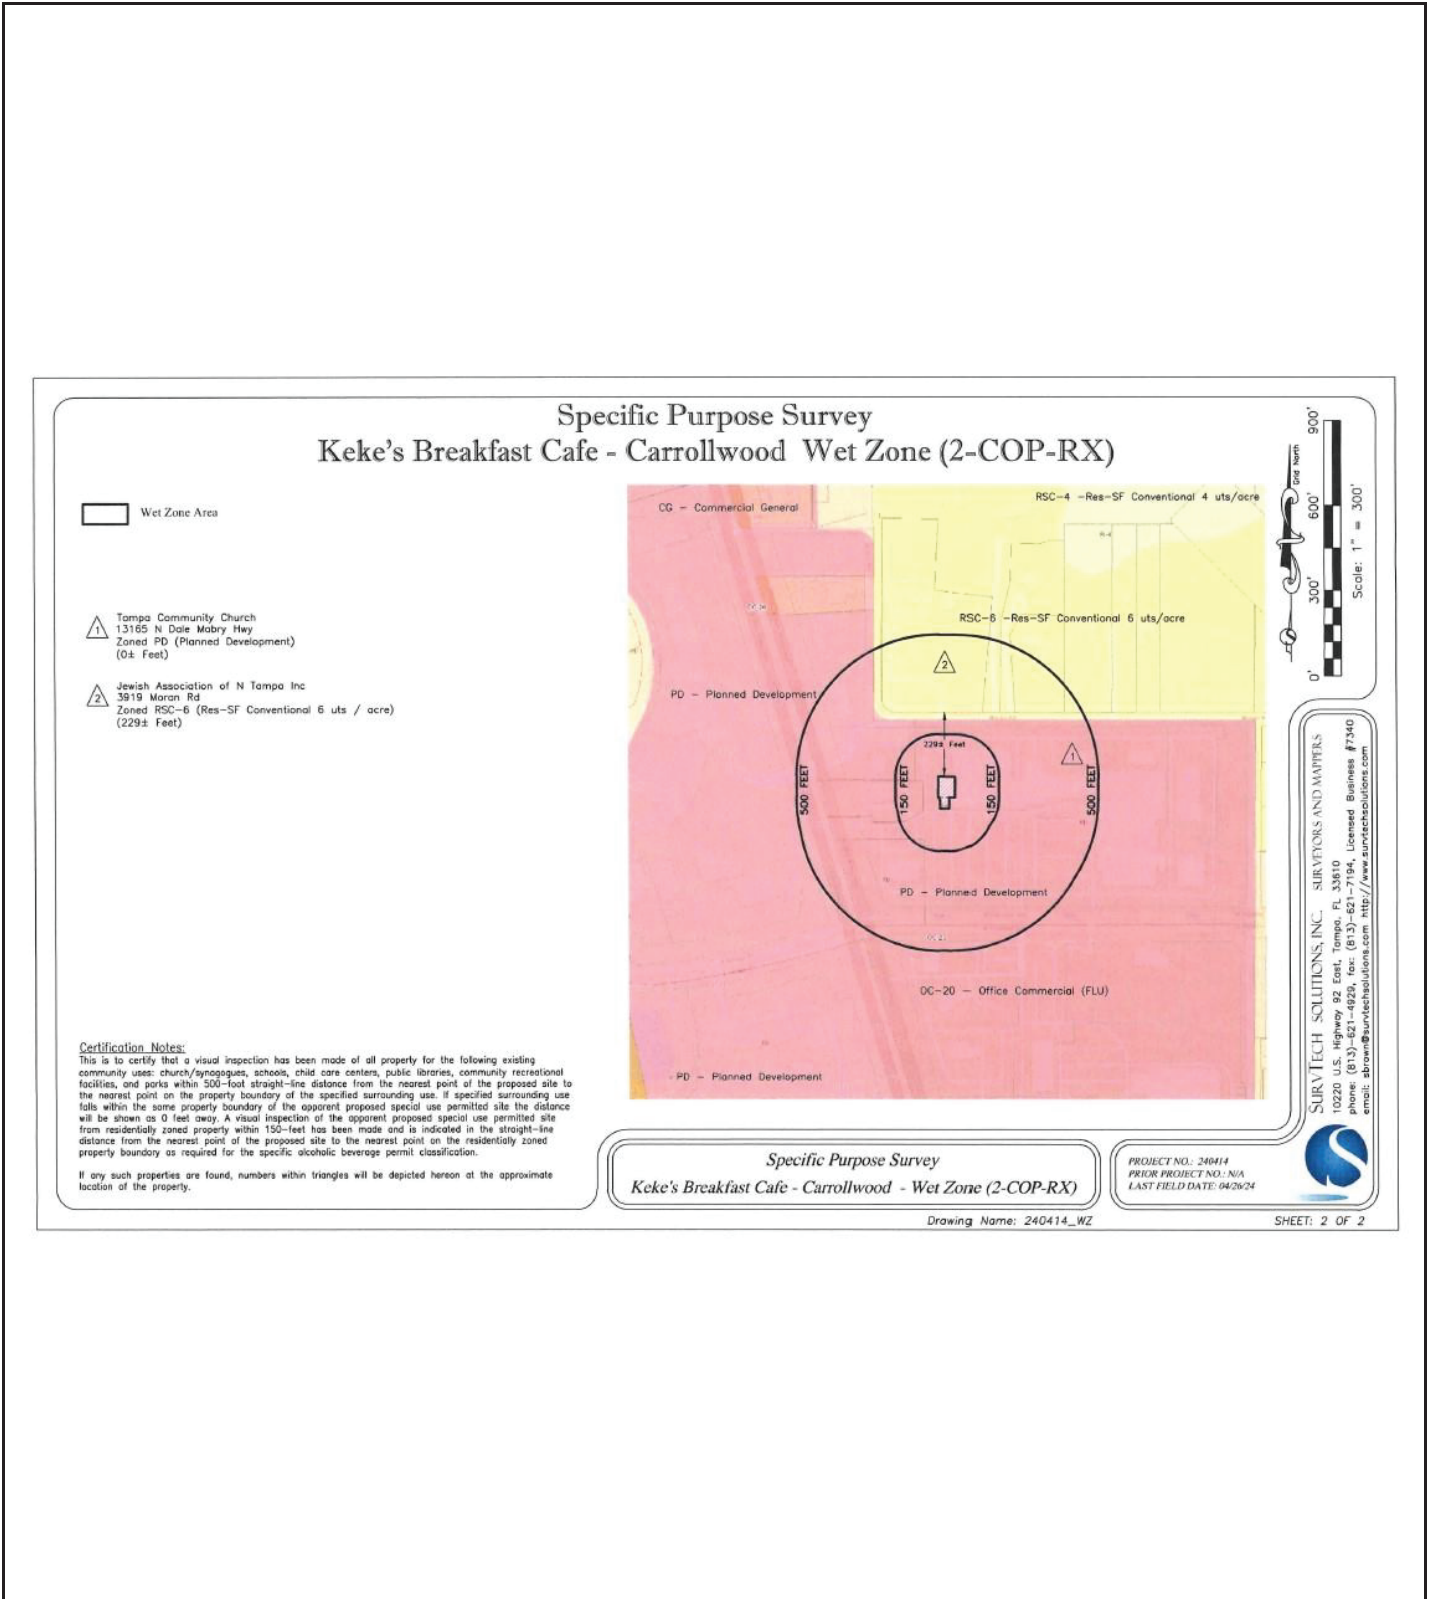 Specific Purpose Survey
Keke's Breakfast Cafe - Carrollwood Wet Zone (2-COP-RX)
Wet Zone Area
1
Tampa Community Church
13165 N Dale Mabry Hwy
Zoned PD (Planned Development)
(0± Feet)
2
Jewish Association of N Tampa Inc
3919 Moran Rd
Zoned RSC-6 (Res-SF Conventional 6 uts / acre)
(229± Feet)
CG - Commercial General
RSC-4 -Res-SF Conventional 4 uts/acre
RSC-6 -Res-SF Conventional 6 uts/acre
2
PD - Planned Development
229± Feet
1
500 FEET
150 FEET
150 FEET
500 FEET
PD - Planned Development
OC-20 - Office Commercial (FLU)
PD - Planned Development
Grid North
0'
300'
600'
900'
Scale: 1" = 300'
SURVTECH SOLUTIONS, INC. SURVEYORS AND MAPPERS
10220 U.S. Highway 92 East, Tampa, FL 33610
phone: (813)-621-4929, fax: (813)-621-7194, Licensed Business #7340
email: sbrown@survtechsolutions.com http://www.survtechsolutions.com
Certification Notes:
This is to certify that a visual inspection has been made of all property for the following existing
community uses: church/synagogues, schools, child care centers, public libraries, community recreational
facilities, and parks within 500-foot straight-line distance from the nearest point of the proposed site to
the nearest point on the property boundary of the specified surrounding use. If specified surrounding use
falls within the same property boundary of the apparent proposed special use permitted site the distance
will be shown as 0 feet away. A visual inspection of the apparent proposed special use permitted site
from residentially zoned property within 150-feet has been made and is indicated in the straight-line
distance from the nearest point of the proposed site to the nearest point on the residentially zoned
property boundary as required for the specific alcoholic beverage permit classification.
If any such properties are found, numbers within triangles will be depicted hereon at the approximate
location of the property.
Specific Purpose Survey
Keke's Breakfast Cafe - Carrollwood - Wet Zone (2-COP-RX)
PROJECT NO.: 240414
PRIOR PROJECT NO.: N/A
LAST FIELD DATE: 04/26/24
S
Drawing Name: 240414_WZ
SHEET: 2 OF 2